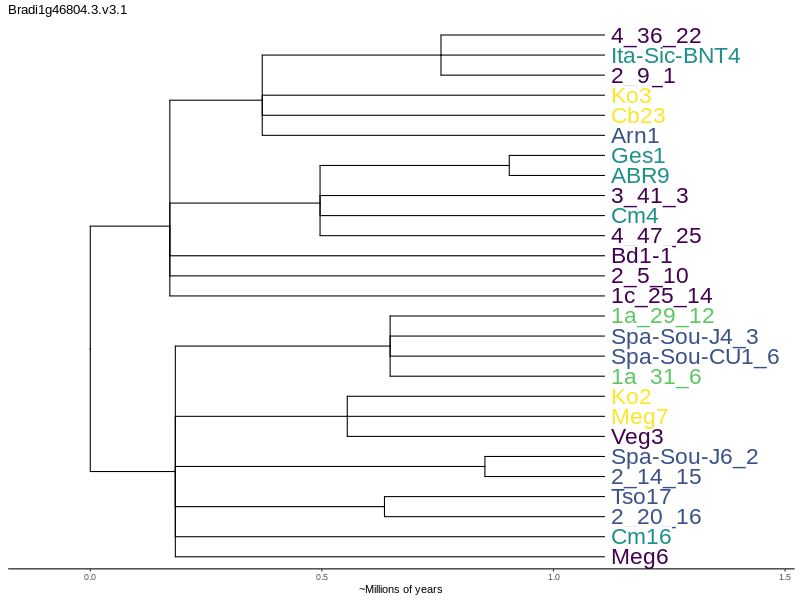 Bradi1g46804.3.v3.1
4_36_22
Ita-Sic-BNT4
2_9_1
Ko3
Cb23
Arn1
Ges1
ABR9
3_41_3
Cm4
4_47_25
Bd1-1
2_5_10
1c_25_14
1a_29_12
Spa-Sou-J4_3
Spa-Sou-CU1_6
1a_31_6
Ko2
Meg7
Veg3
Spa-Sou-J6_2
2_14_15
Tso17
2_20_16
Cm16
Meg6
0.0 0.5 1.0 1.5
~Millions of years